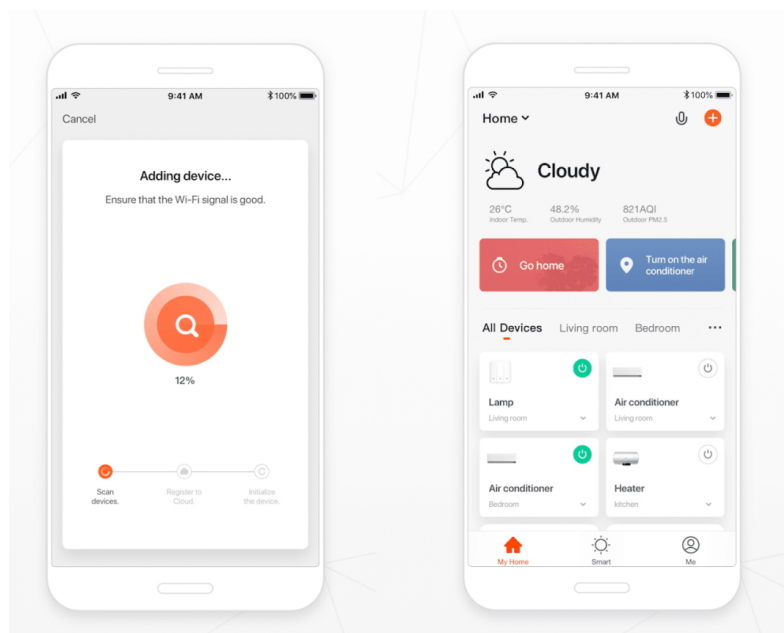 9:41 AM
100%
Cancel
Adding device...
Ensure that the Wi-Fi signal is good.
12%
Scan
devices.
Register to
Cloud.
Initialize
the device.
9:41 AM
100%
Home
Cloudy
26°C
Indoor Temp.
48.2%
Outdoor Humidity
821AQI
Outdoor PM2.5
Go home
Turn on the air
conditioner
All Devices
Living room
Bedroom
Lamp
Living room
Air conditioner
Living room
Air conditioner
Bedroom
Heater
kitchen
My Home
Smart
Me